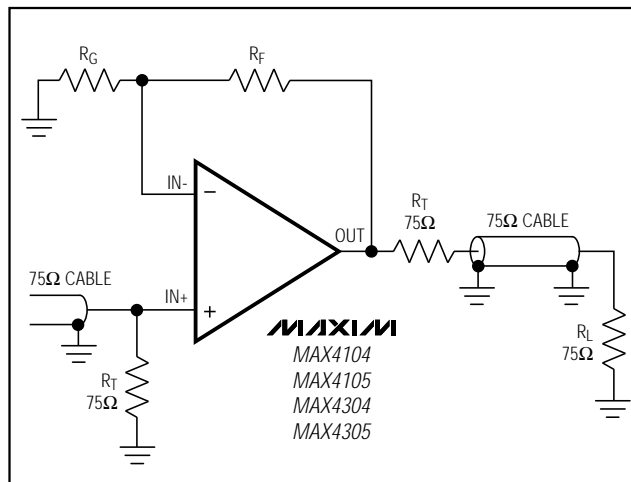 RG
RF
IN-
−
OUT
RT
75Ω
75Ω CABLE
75Ω CABLE
IN+
+
MAXIM
RT
75Ω
MAX4104
MAX4105
MAX4304
MAX4305
RL
75Ω